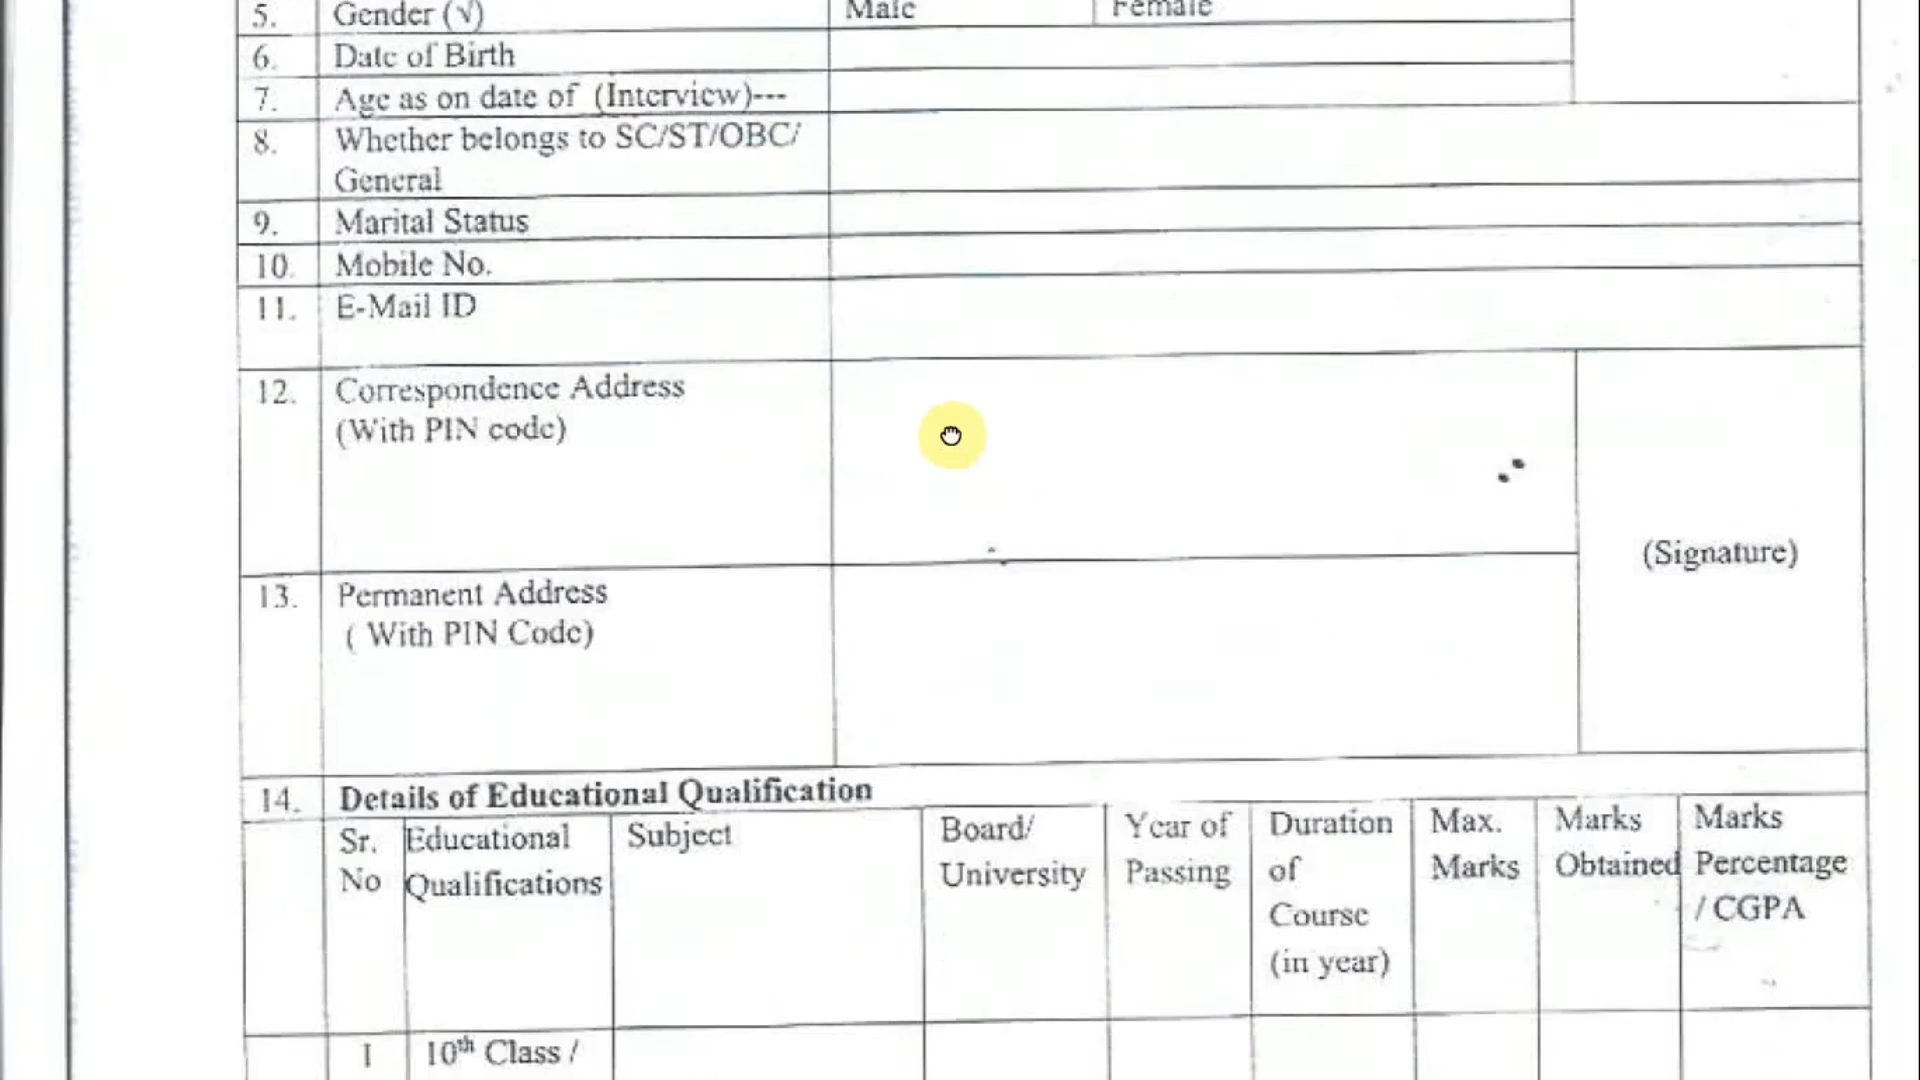 5. Gender (√) Male Female
6. Date of Birth
7. Age as on date of (Interview)---
8. Whether belongs to SC/ST/OBC/
General
9. Marital Status
10. Mobile No.
11. E-Mail ID
12. Correspondence Address
(With PIN code)
(Signature)
13. Permanent Address
( With PIN Code)
14. Details of Educational Qualification
Sr.
No
Educational
Qualifications
Subject
Board/
University
Year of
Passing
Duration
of
Course
(in year)
Max.
Marks
Marks
Obtained
Marks
Percentage
/ CGPA
1 10th Class /